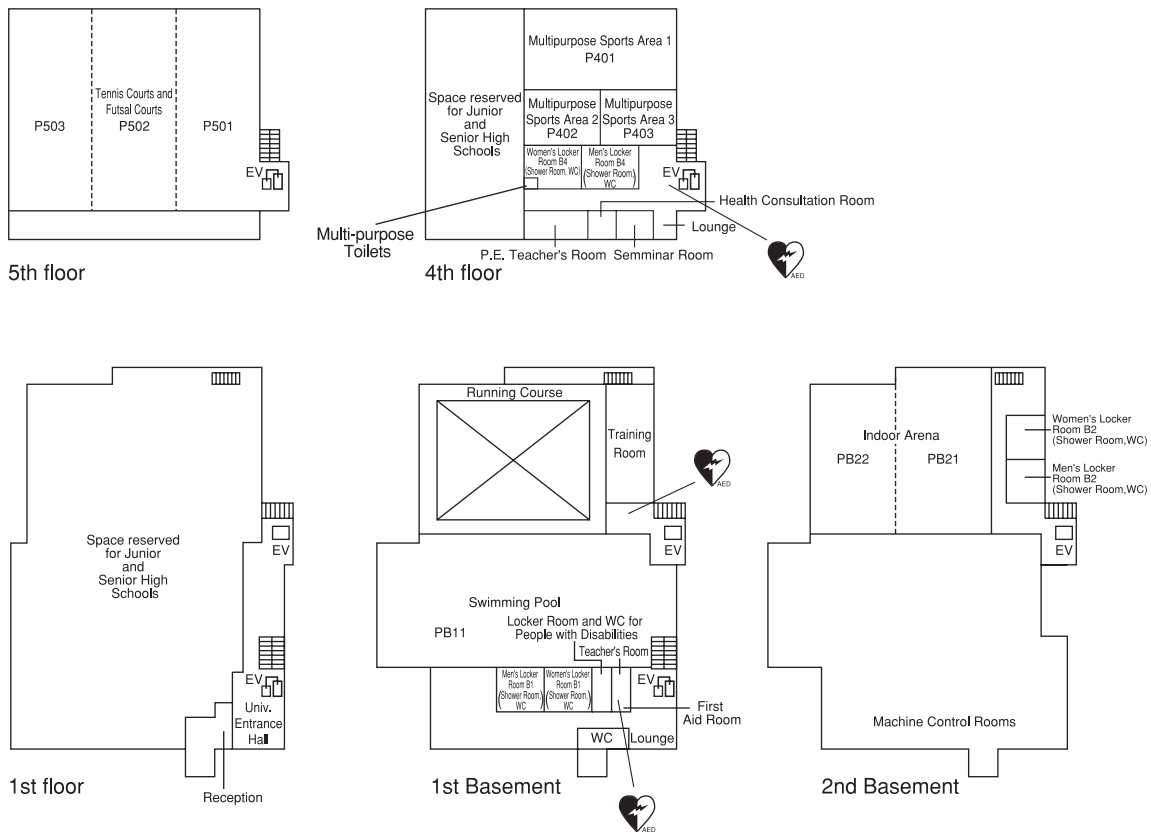 P503
Tennis Courts and
Futsal Courts
P502
P501
EV
5th floor
Multipurpose Sports Area 1
P401
Space reserved
for Junior
and
Senior High
Schools
Multipurpose
Sports Area 2
P402
Multipurpose
Sports Area 3
P403
Women's Locker
Room B4
(Shower Room, WC)
Men's Locker
Room B4
(Shower Room,
WC)
EV
Health Consultation Room
Lounge
Multi-purpose
Toilets
P.E. Teacher's Room
Semminar Room
AED
4th floor
Space reserved
for Junior
and
Senior High
Schools
EV
EV
Univ.
Entrance
Hall
Reception
1st floor
Running Course
Training
Room
AED
EV
Swimming Pool
PB11
Locker Room and WC for
People with Disabilities
Teacher's Room
Men's Locker
Room B1
(Shower Room,
WC)
Women's Locker
Room B1
(Shower Room,
WC)
EV
First
Aid Room
WC
Lounge
AED
1st Basement
Indoor Arena
PB22
PB21
Women's Locker
Room B2
(Shower Room,WC)
Men's Locker
Room B2
(Shower Room,WC)
EV
Machine Control Rooms
2nd Basement